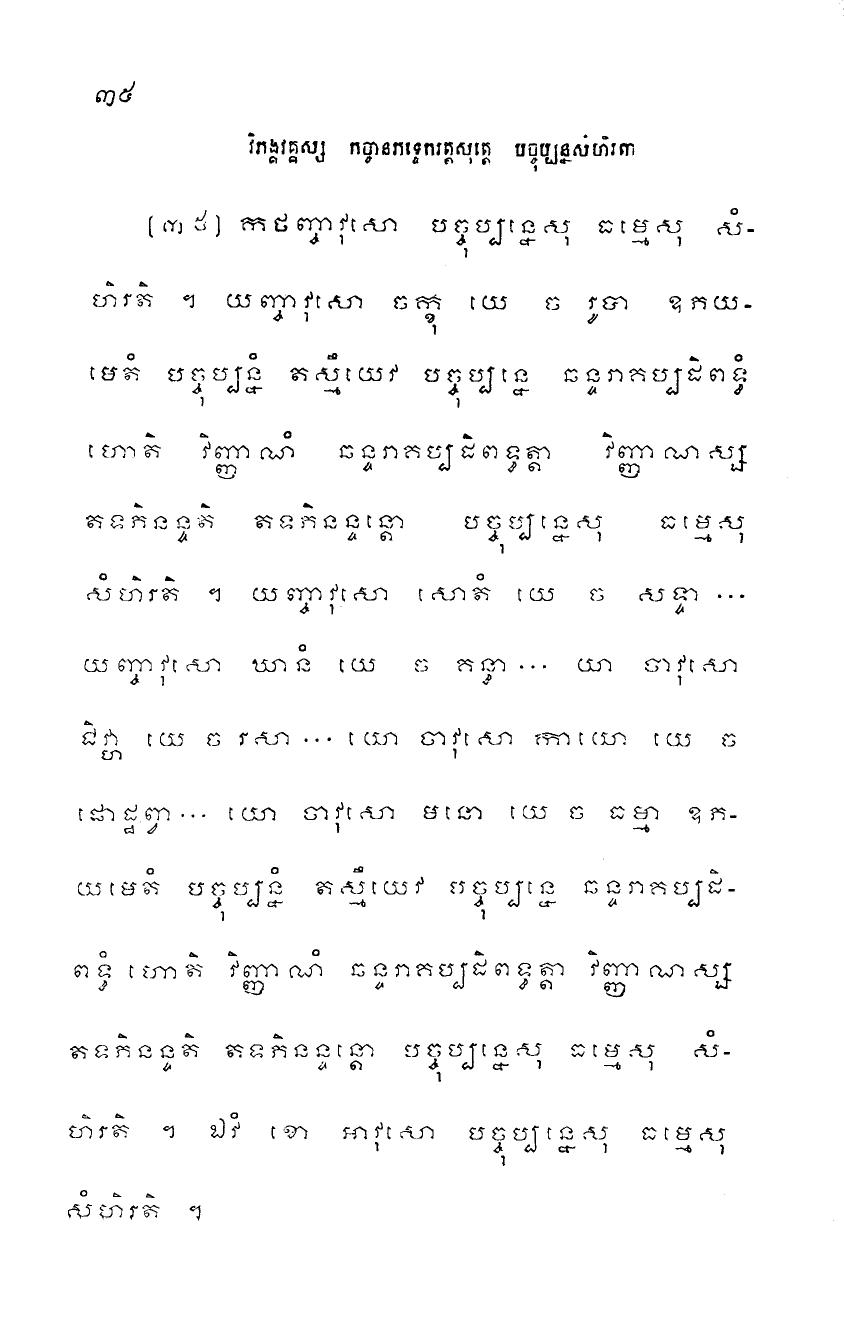 ៣៥
វិភង្គវគ្គស្ស កច្ចានភទ្ទេករត្តសុត្តេ បច្ចុប្បន្នសំហិរតា
[៣៥] កថញ្ចាវុសោ បច្ចុប្បន្នេសុ ធម្មេសុ សំ-
ហិរតិ ។ យញ្ចាវុសោ ចក្ខុ យេ ច រូបា ឧភយ-
មេតំ បច្ចុប្បន្នំ តស្មឹយេវ បច្ចុប្បន្នេ ឆន្ទរាគប្បដិពទ្ធំ
ហោតិ វិញ្ញាណំ ឆន្ទរាគប្បដិពទ្ធត្តា វិញ្ញាណស្ស
តទភិនន្ទតិ តទភិនន្ទន្តោ បច្ចុប្បន្នេសុ ធម្មេសុ
សំហិរតិ ។ យញ្ចាវុសោ សោតំ យេ ច សទ្ទា ...
យញ្ចាវុសោ ឃានំ យេ ច គន្ធា ... យា ចាវុសោ
ជិវ្ហា យេ ច រសា ... យោ ចាវុសោ កាយោ យេ ច
ផោដ្ឋព្វា ... យោ ចាវុសោ មនោ យេ ច ធម្មា ឧភ-
យមេតំ បច្ចុប្បន្នំ តស្មឹយេវ បច្ចុប្បន្នេ ឆន្ទរាគប្បដិ-
ពទ្ធំ ហោតិ វិញ្ញាណំ ឆន្ទរាគប្បដិពទ្ធត្តា វិញ្ញាណស្ស
តទភិនន្ទតិ តទភិនន្ទន្តោ បច្ចុប្បន្នេសុ ធម្មេសុ សំ-
ហិរតិ ។ ឯវំ ខោ អាវុសោ បច្ចុប្បន្នេសុ ធម្មេសុ
សំហិរតិ ។